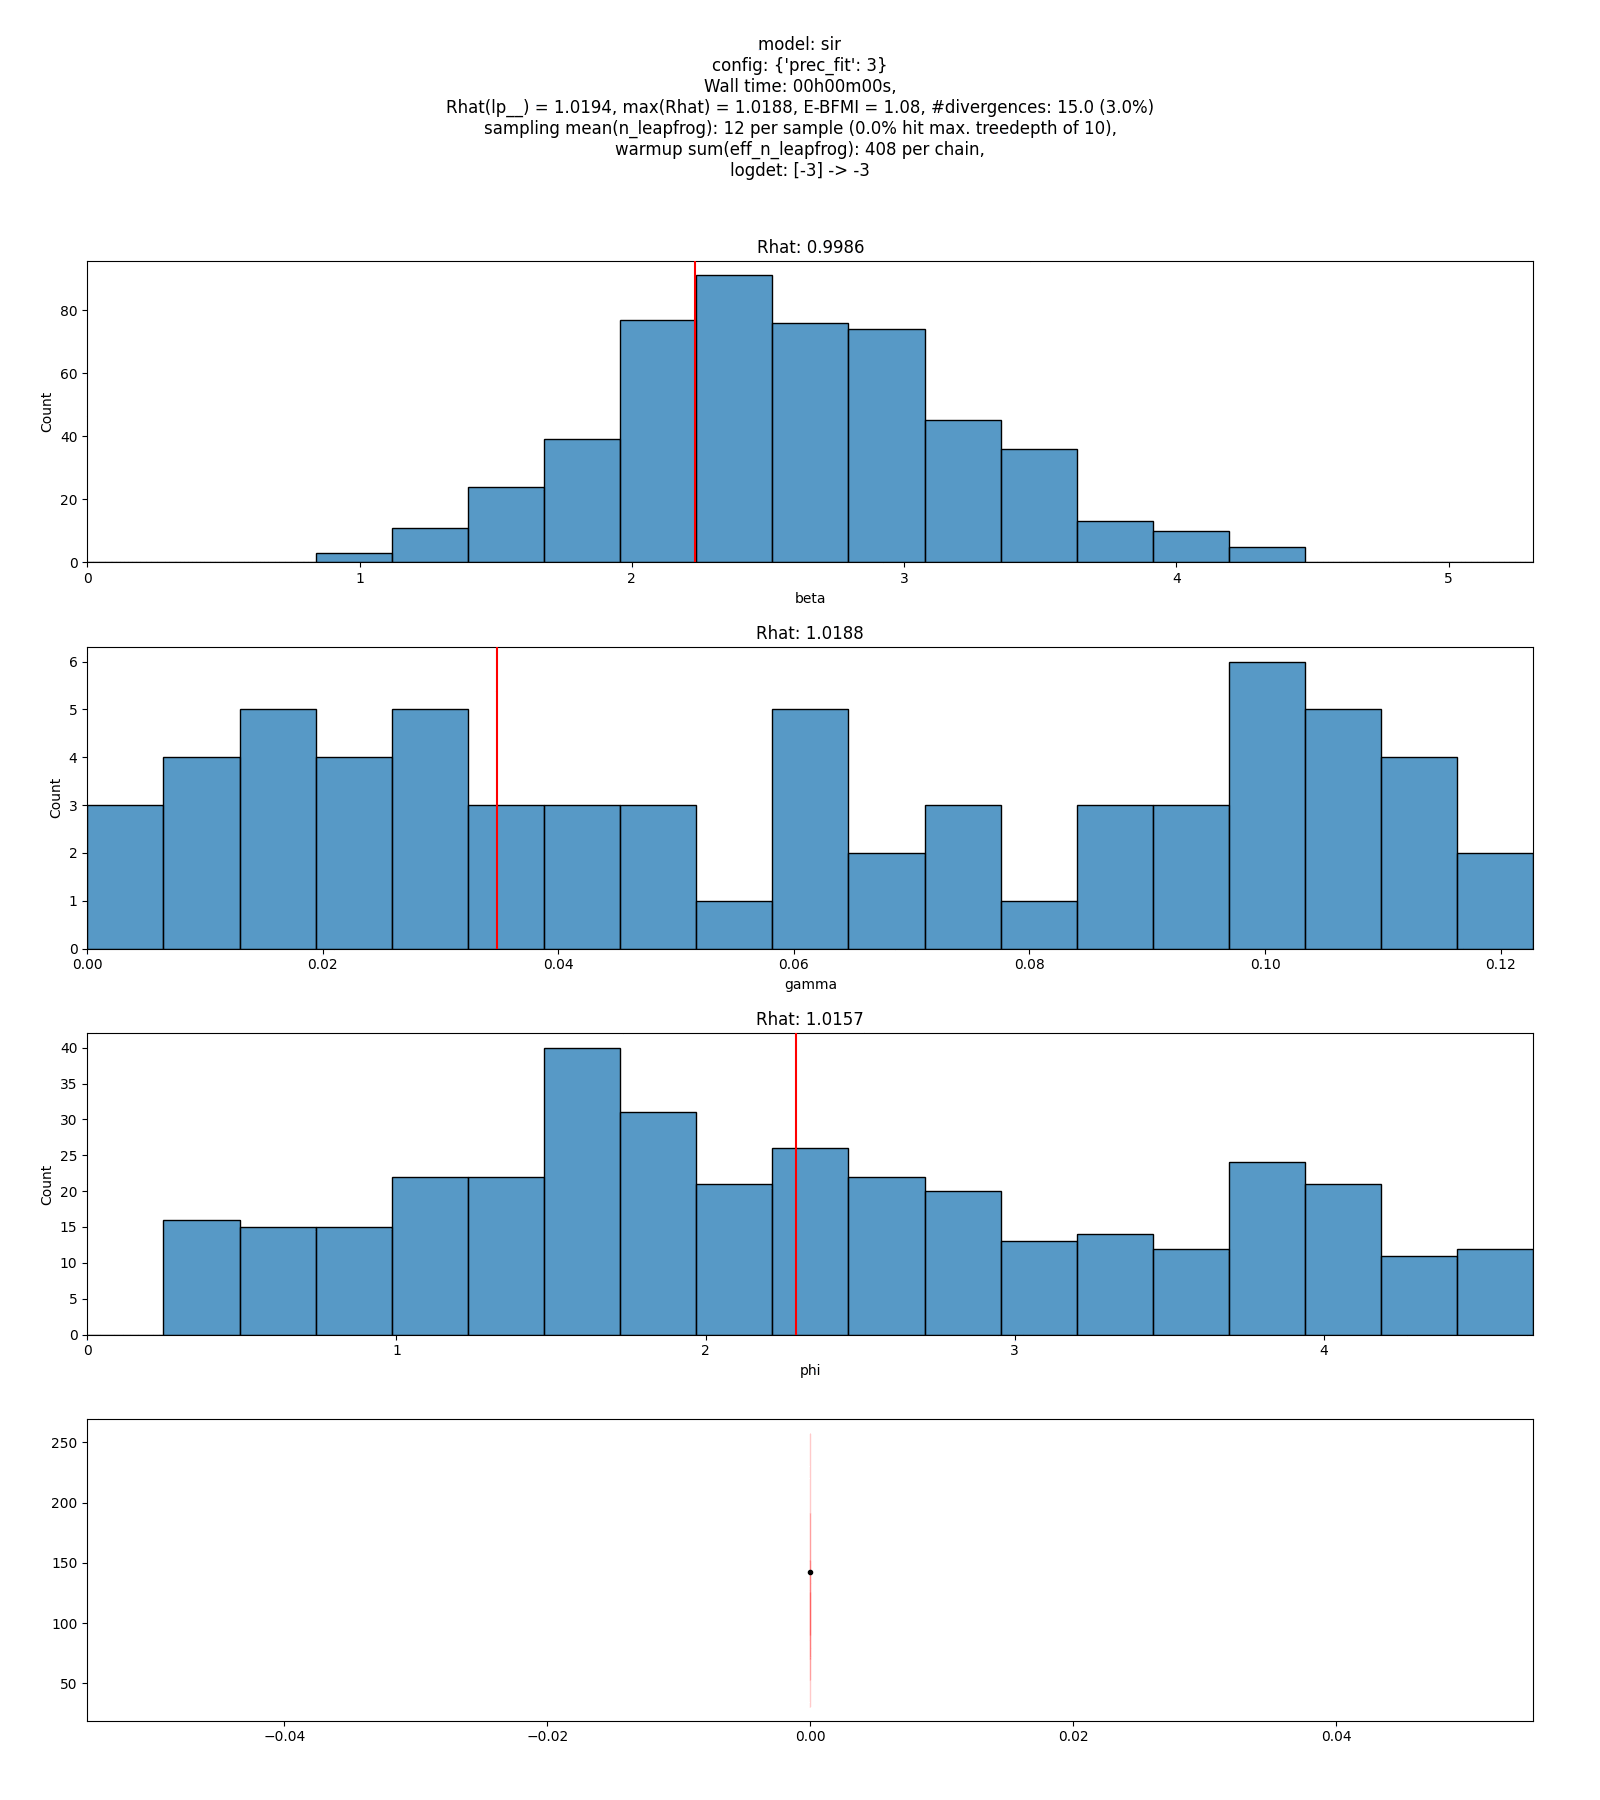 model: sir
config: {'prec_fit': 3}
Wall time: 00h00m00s,
Rhat(lp__) = 1.0194, max(Rhat) = 1.0188, E-BFMI = 1.08, #divergences: 15.0 (3.0%)
sampling mean(n_leapfrog): 12 per sample (0.0% hit max. treedepth of 10),
warmup sum(eff_n_leapfrog): 408 per chain,
logdet: [-3] -> -3
Rhat: 0.9986
80
60
40
20
0
Count
0 1 2 3 4 5
beta
Rhat: 1.0188
6
5
4
3
2
1
0
Count
0.00 0.02 0.04 0.06 0.08 0.10 0.12
gamma
Rhat: 1.0157
40
35
30
25
20
15
10
5
0
Count
0 1 2 3 4
phi
250
200
150
100
50
−0.04 −0.02 0.00 0.02 0.04